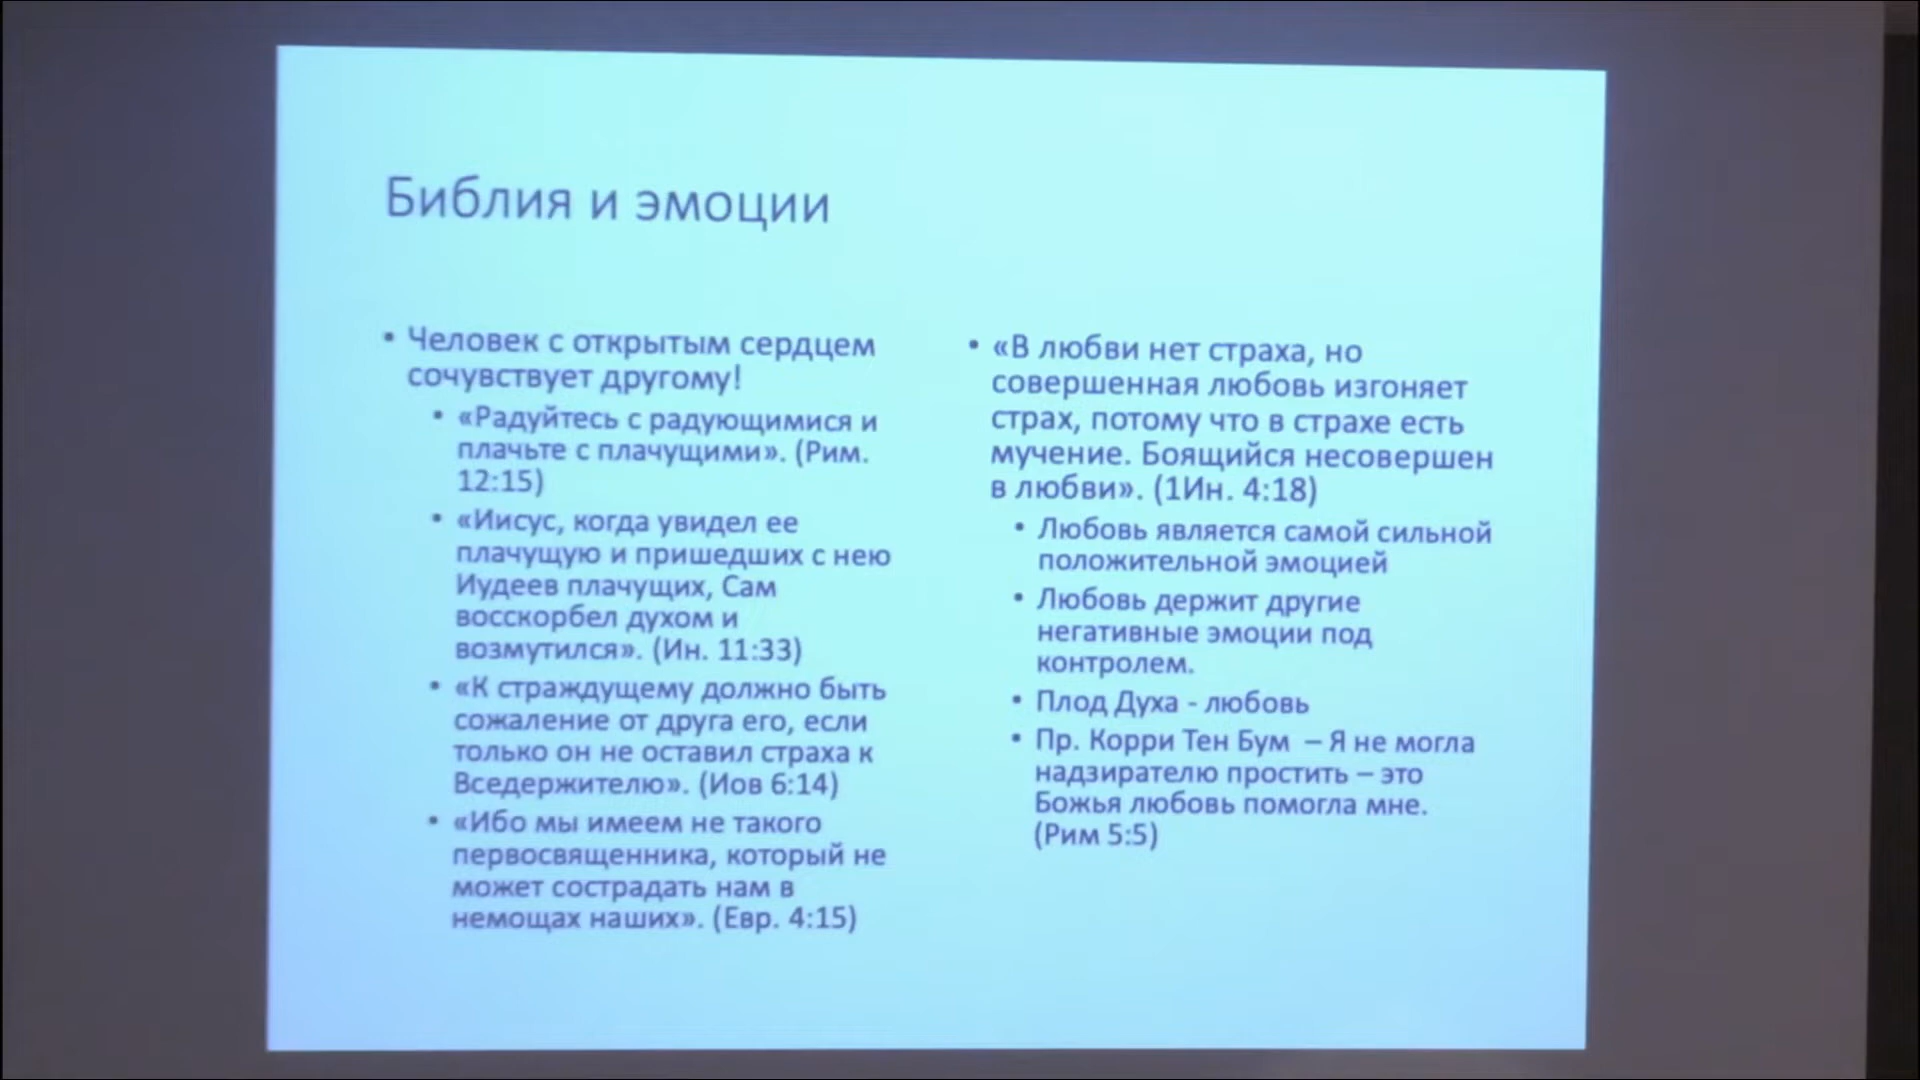 Библия и эмоции
• Человек с открытым сердцем
сочувствует другому!
• «Радуйтесь с радующимися и
плачьте с плачущими». (Рим.
12:15)
• «Иисус, когда увидел ее
плачущую и пришедших с нею
Иудеев плачущих, Сам
восскорбел духом и
возмутился». (Ин. 11:33)
• «К страждущему должно быть
сожаление от друга его, если
только он не оставил страха к
Вседержителю». (Иов 6:14)
• «Ибо мы имеем не такого
первосвященника, который не
может сострадать нам в
немощах наших». (Евр. 4:15)
• «В любви нет страха, но
совершенная любовь изгоняет
страх, потому что в страхе есть
мучение. Боящийся несовершен
в любви». (1Ин. 4:18)
• Любовь является самой сильной
положительной эмоцией
• Любовь держит другие
негативные эмоции под
контролем.
• Плод Духа - любовь
• Пр. Корри Тен Бум – Я не могла
надзирателю простить – это
Божья любовь помогла мне.
(Рим 5:5)